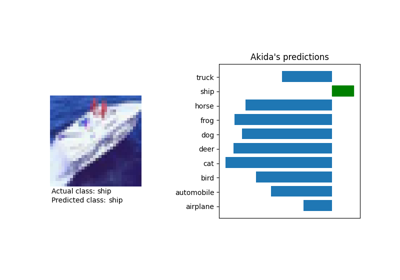 Akida's predictions
truck
ship
horse
frog
dog
deer
cat
bird
automobile
airplane
Actual class: ship
Predicted class: ship